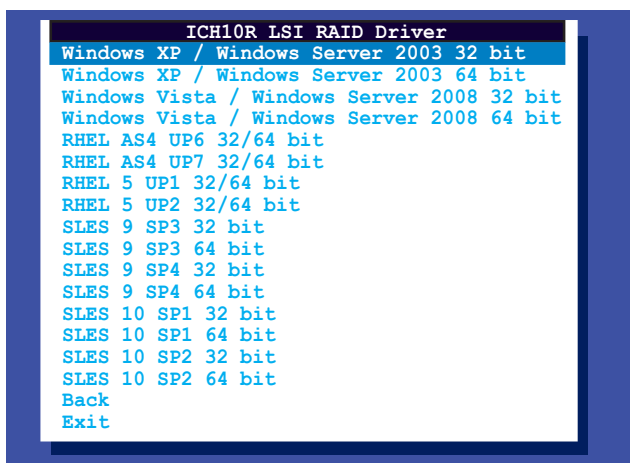 ICH10R LSI RAID Driver
Windows XP / Windows Server 2003 32 bit
Windows XP / Windows Server 2003 64 bit
Windows Vista / Windows Server 2008 32 bit
Windows Vista / Windows Server 2008 64 bit
RHEL AS4 UP6 32/64 bit
RHEL AS4 UP7 32/64 bit
RHEL 5 UP1 32/64 bit
RHEL 5 UP2 32/64 bit
SLES 9 SP3 32 bit
SLES 9 SP3 64 bit
SLES 9 SP4 32 bit
SLES 9 SP4 64 bit
SLES 10 SP1 32 bit
SLES 10 SP1 64 bit
SLES 10 SP2 32 bit
SLES 10 SP2 64 bit
Back
Exit